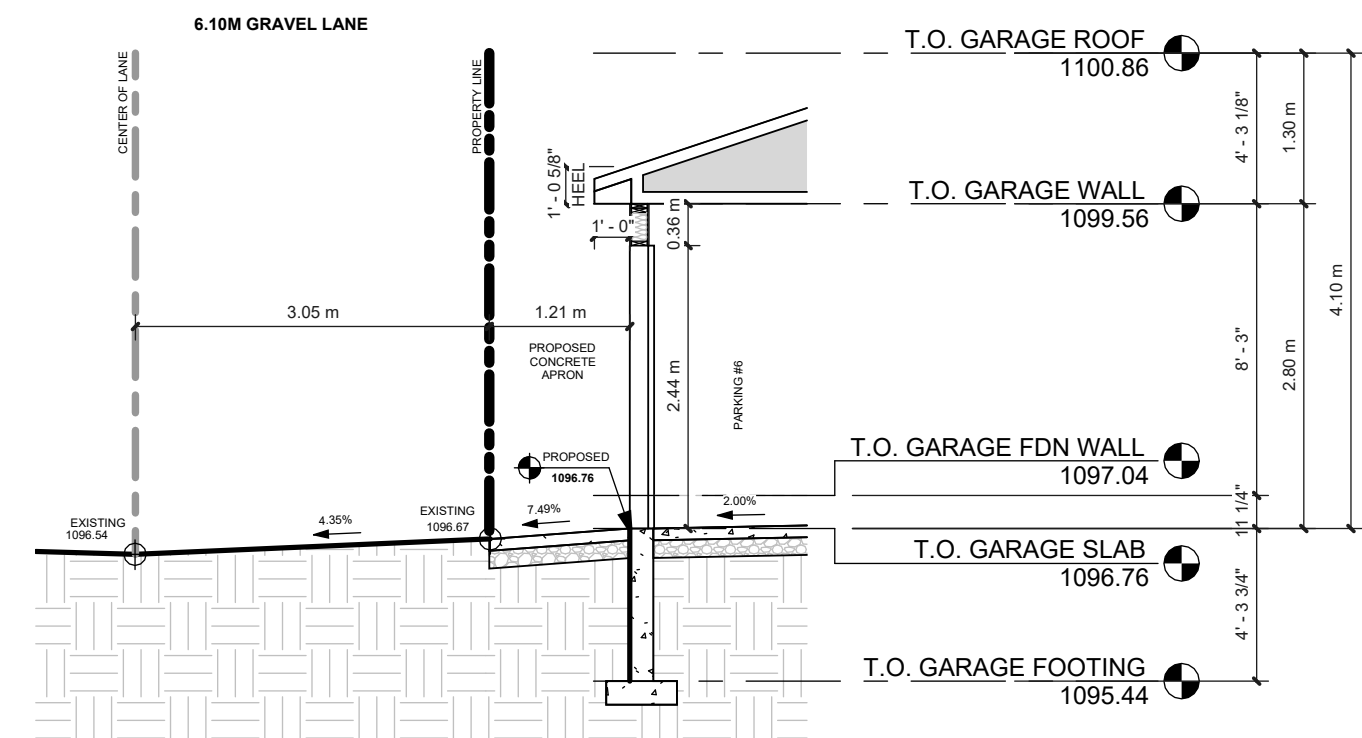 6.10M GRAVEL LANE
CENTER OF LANE
PROPERTY LINE
T.O. GARAGE ROOF
1100.86
4' - 3 1/8"
1.30 m
1' - 0 5/8"
HEEL
T.O. GARAGE WALL
1099.56
1' - 0"
0.36 m
3.05 m
1.21 m
4.10 m
PROPOSED
CONCRETE
APRON
2.44 m
PARKING #6
8' - 3"
2.80 m
T.O. GARAGE FDN WALL
1097.04
PROPOSED
1096.76
EXISTING
1096.54
4.35%
EXISTING
1096.67
7.49%
2.00%
11 1/4"
T.O. GARAGE SLAB
1096.76
4' - 3 3/4"
T.O. GARAGE FOOTING
1095.44